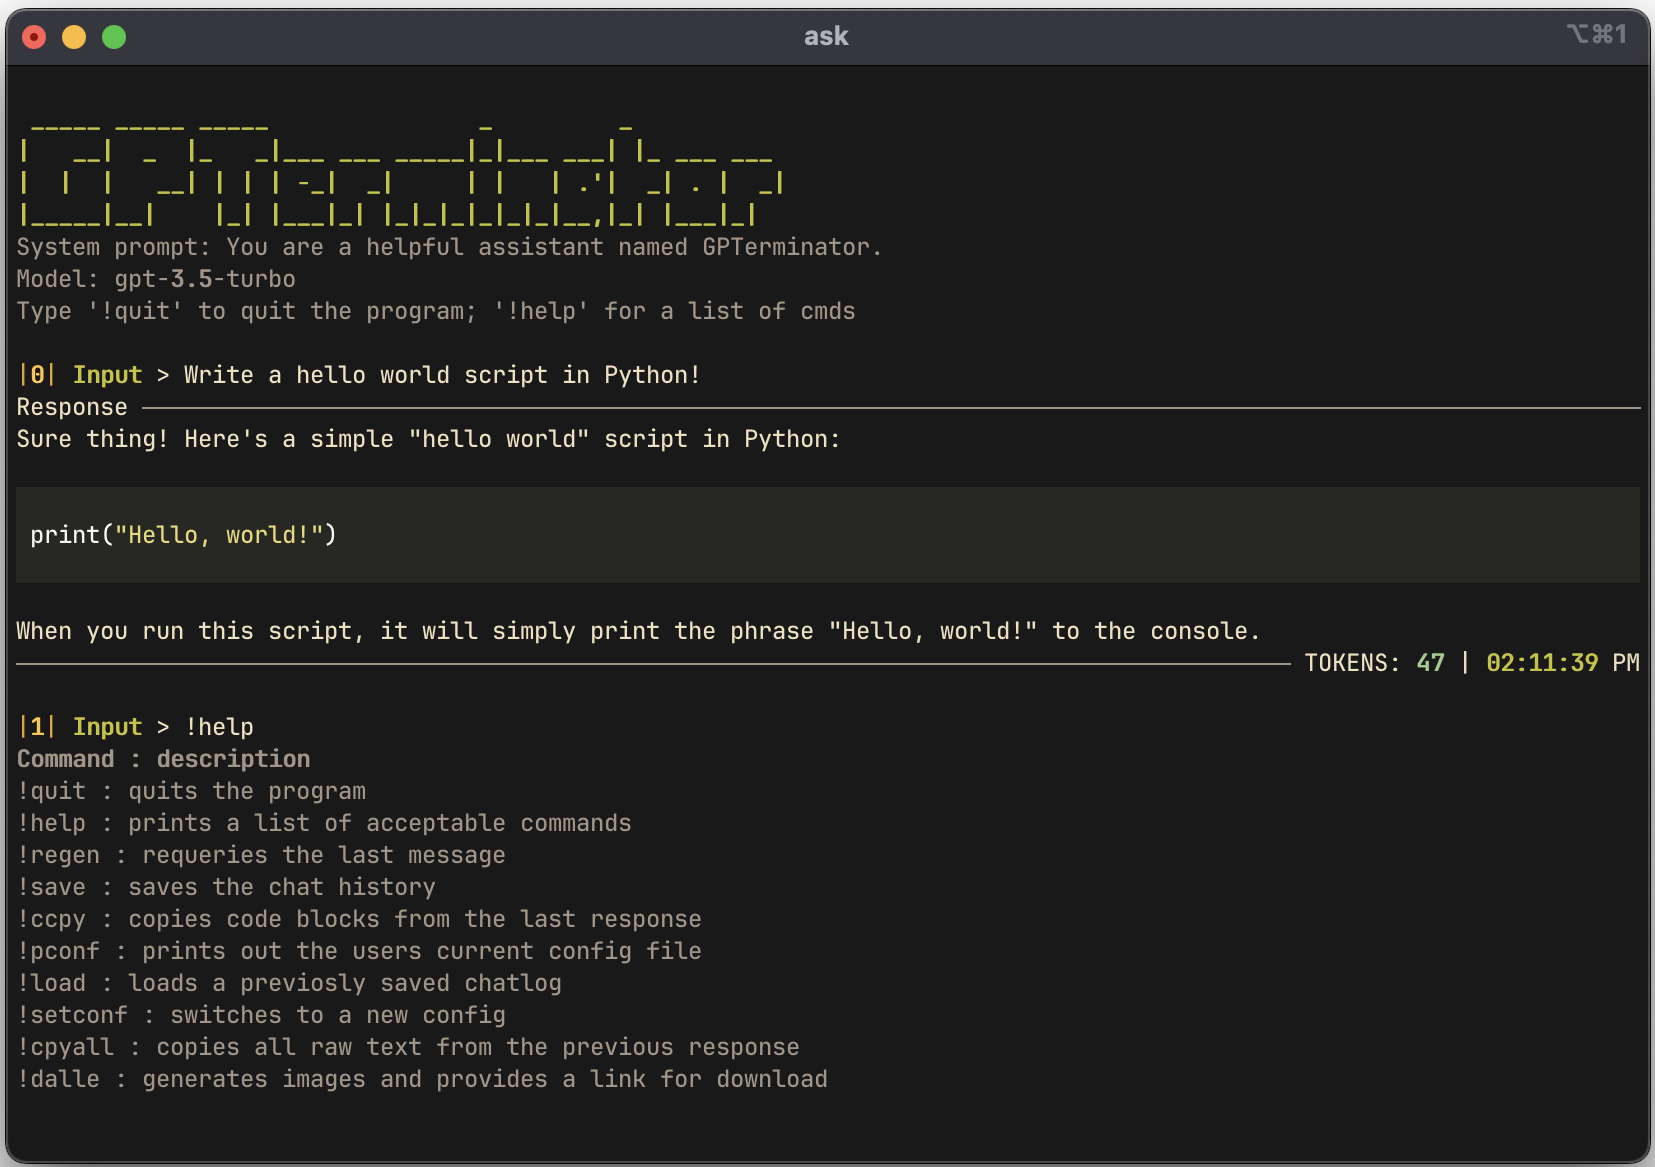 ask
⌥⌘1
GPTerminator
System prompt: You are a helpful assistant named GPTerminator.
Model: gpt-3.5-turbo
Type '!quit' to quit the program; '!help' for a list of cmds
|0| Input > Write a hello world script in Python!
Response
Sure thing! Here's a simple "hello world" script in Python:
print("Hello, world!")
When you run this script, it will simply print the phrase "Hello, world!" to the console.
TOKENS: 47 | 02:11:39 PM
|1| Input > !help
Command : description
!quit : quits the program
!help : prints a list of acceptable commands
!regen : requeries the last message
!save : saves the chat history
!ccpy : copies code blocks from the last response
!pconf : prints out the users current config file
!load : loads a previosly saved chatlog
!setconf : switches to a new config
!cpyall : copies all raw text from the previous response
!dalle : generates images and provides a link for download